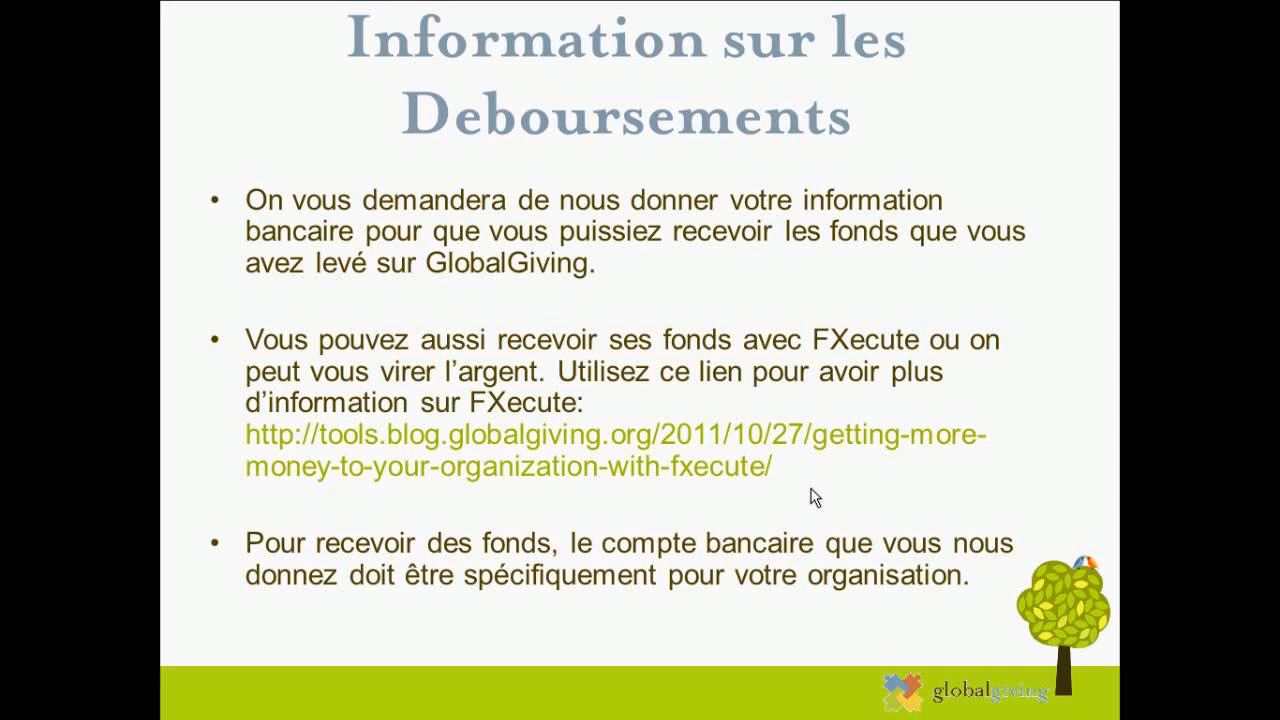 Information sur les
Deboursements
• On vous demandera de nous donner votre information
bancaire pour que vous puissiez recevoir les fonds que vous
avez levé sur GlobalGiving.
• Vous pouvez aussi recevoir ses fonds avec FXecute ou on
peut vous virer l’argent. Utilisez ce lien pour avoir plus
d’information sur FXecute:
http://tools.blog.globalgiving.org/2011/10/27/getting-more-
money-to-your-organization-with-fxecute/
• Pour recevoir des fonds, le compte bancaire que vous nous
donnez doit être spécifiquement pour votre organisation.
globalgiving